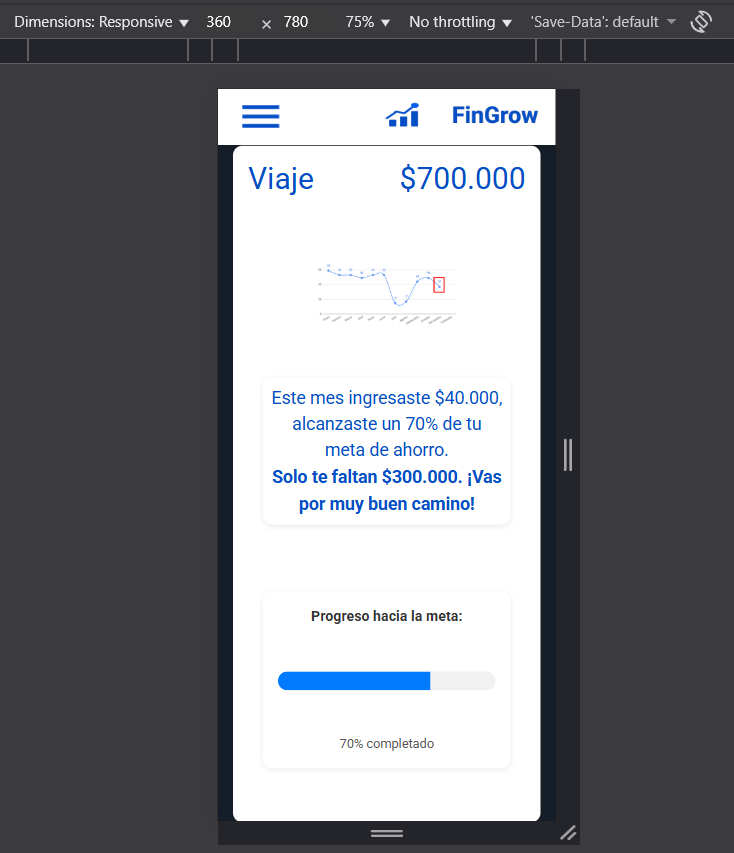 Dimensions: Responsive ▼ 360 × 780 75% ▼ No throttling ▼ 'Save-Data': default ▼
FinGrow
Viaje $700.000
Este mes ingresaste $40.000,
alcanzaste un 70% de tu
meta de ahorro.
Solo te faltan $300.000. ¡Vas
por muy buen camino!
Progreso hacia la meta:
70% completado